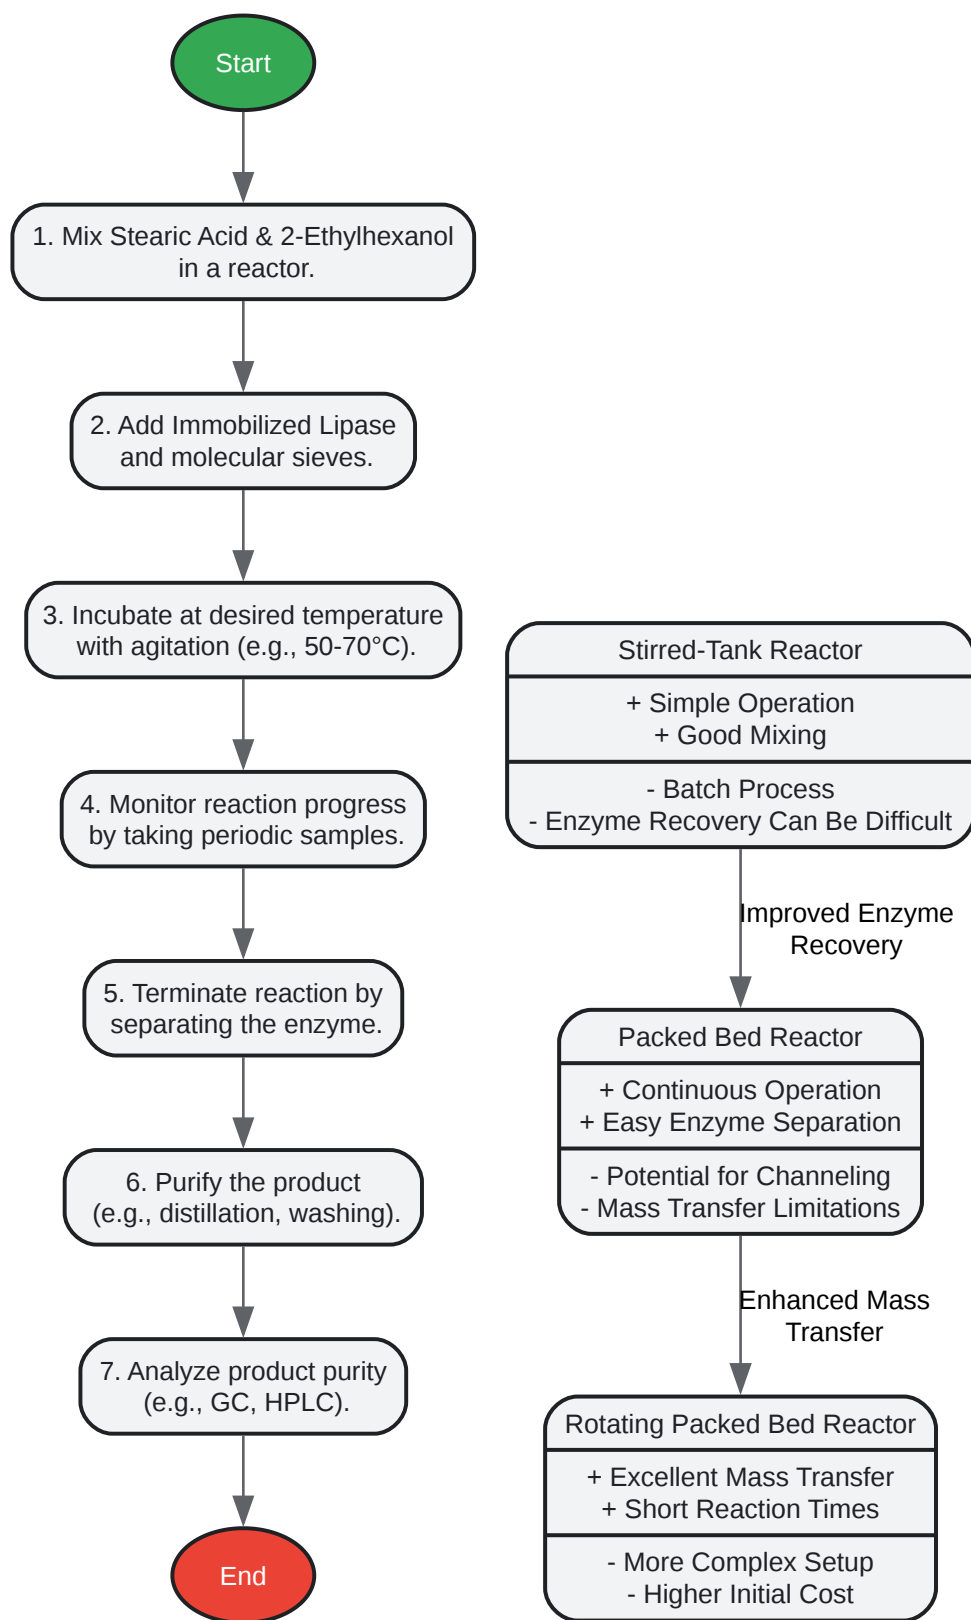 Start
1. Mix Stearic Acid & 2-Ethylhexanol
in a reactor.
2. Add Immobilized Lipase
and molecular sieves.
3. Incubate at desired temperature
with agitation (e.g., 50-70°C).
4. Monitor reaction progress
by taking periodic samples.
5. Terminate reaction by
separating the enzyme.
6. Purify the product
(e.g., distillation, washing).
7. Analyze product purity
(e.g., GC, HPLC).
End
Stirred-Tank Reactor
+ Simple Operation
+ Good Mixing
- Batch Process
- Enzyme Recovery Can Be Difficult
Improved Enzyme
Recovery
Packed Bed Reactor
+ Continuous Operation
+ Easy Enzyme Separation
- Potential for Channeling
- Mass Transfer Limitations
Enhanced Mass
Transfer
Rotating Packed Bed Reactor
+ Excellent Mass Transfer
+ Short Reaction Times
- More Complex Setup
- Higher Initial Cost